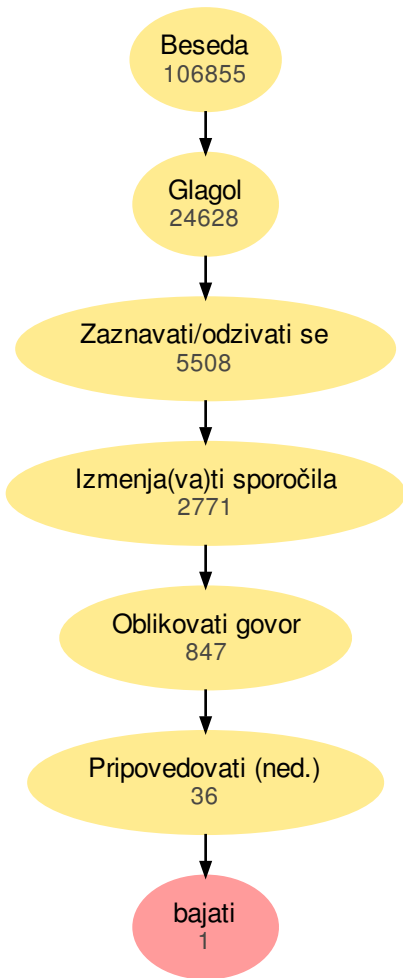 Beseda
106855
Glagol
24628
Zaznavati/odzivati se
5508
Izmenja(va)ti sporočila
2771
Oblikovati govor
847
Pripovedovati (ned.)
36
bajati
1